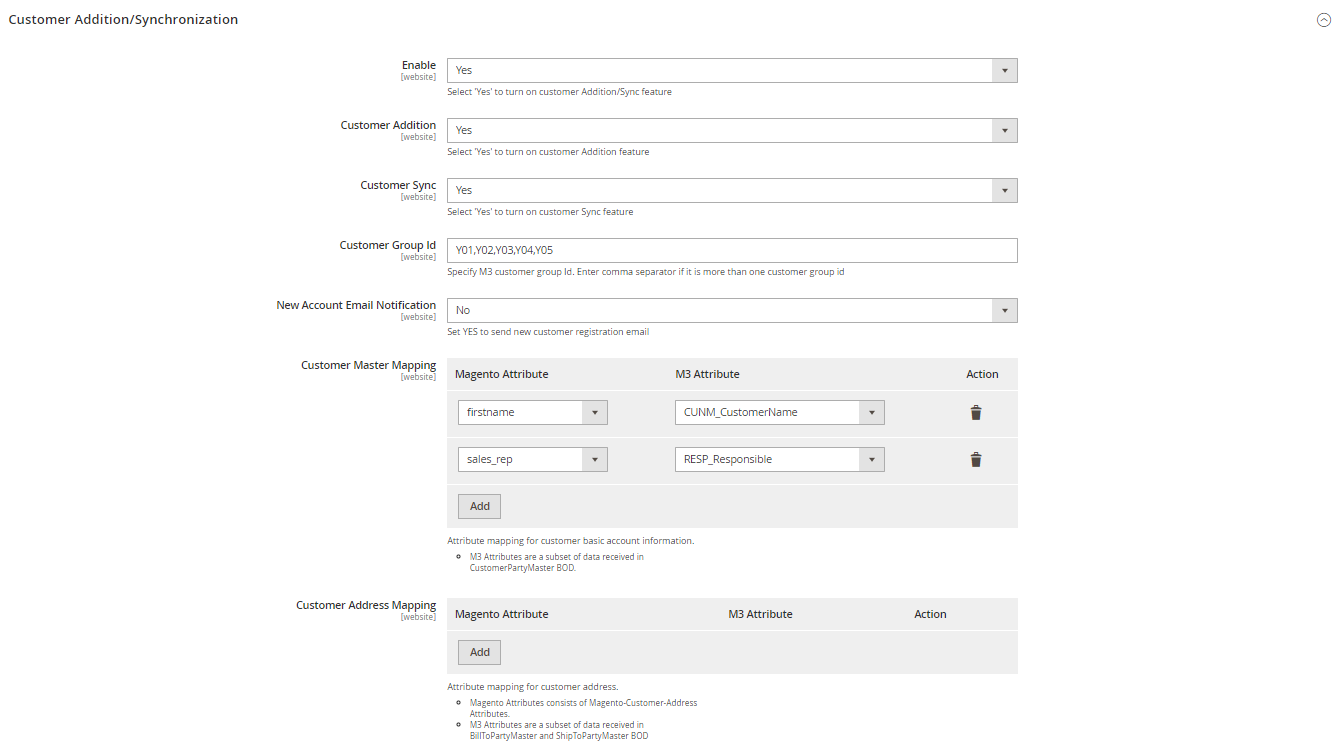 Customer Addition/Synchronization
Enable
[website]
Yes
Select 'Yes' to turn on customer Addition/Sync feature
Customer Addition
[website]
Yes
Select 'Yes' to turn on customer Addition feature
Customer Sync
[website]
Yes
Select 'Yes' to turn on customer Sync feature
Customer Group Id
[website]
Y01,Y02,Y03,Y04,Y05
Specify M3 customer group Id. Enter comma separator if it is more than one customer group id
New Account Email Notification
[website]
No
Set YES to send new customer registration email
Customer Master Mapping
[website]
Magento Attribute M3 Attribute Action
firstname CUNM_CustomerName
sales_rep RESP_Responsible
Add
Attribute mapping for customer basic account information.
M3 Attributes are a subset of data received in
CustomerPartyMaster BOD.
Customer Address Mapping
[website]
Magento Attribute M3 Attribute Action
Add
Attribute mapping for customer address.
Magento Attributes consists of Magento-Customer-Address
Attributes.
M3 Attributes are a subset of data received in
BillToPartyMaster and ShipToPartyMaster BOD